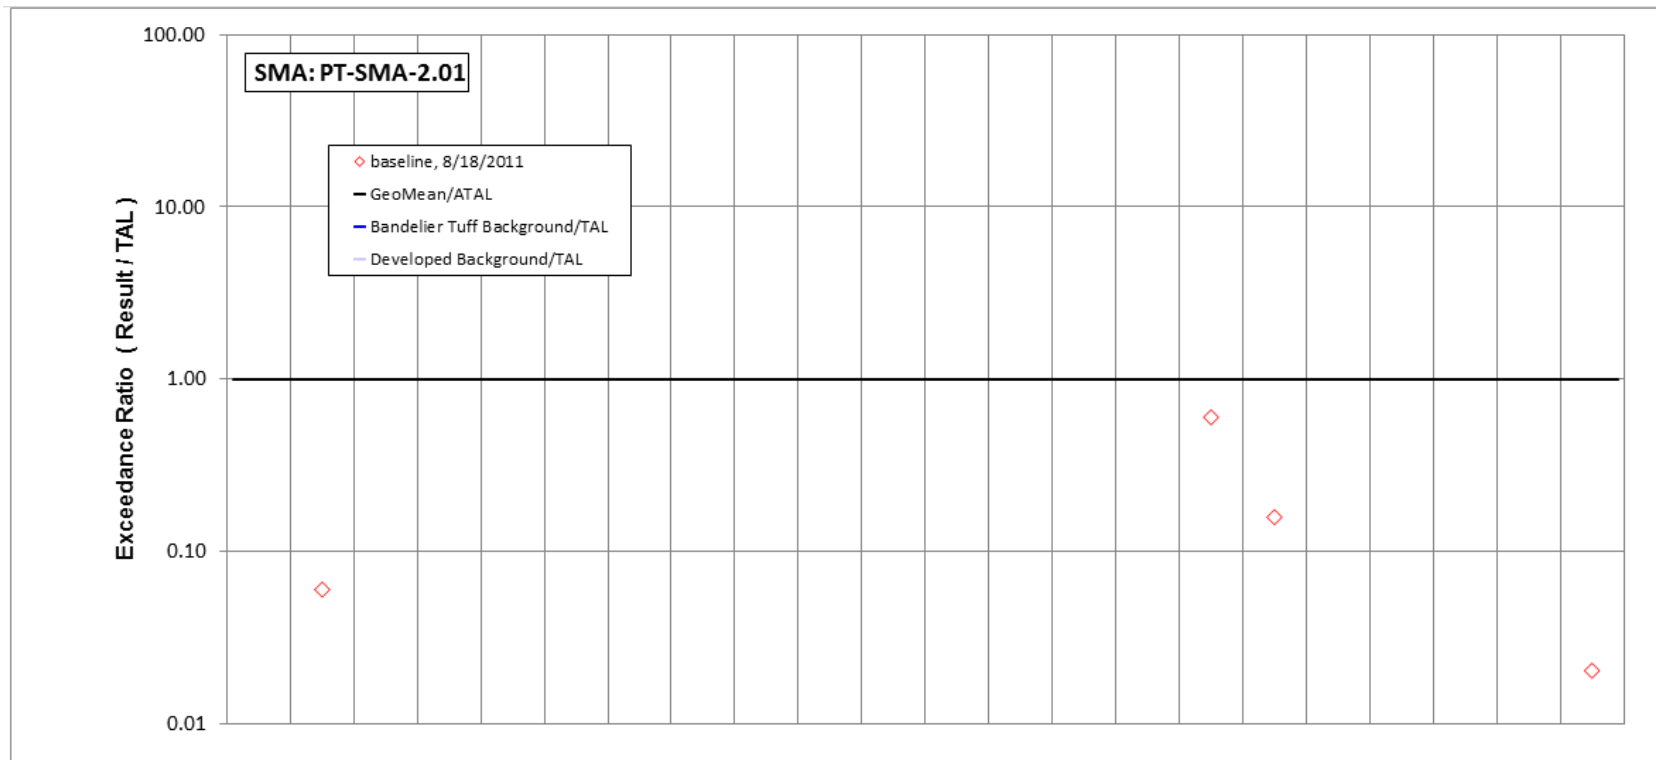 100.00
SMA: PT-SMA-2.01
baseline, 8/18/2011
GeoMean/ATAL
Bandelier Tuff Background/TAL
Developed Background/TAL
10.00
1.00
0.10
0.01
Exceedance Ratio ( Result / TAL )